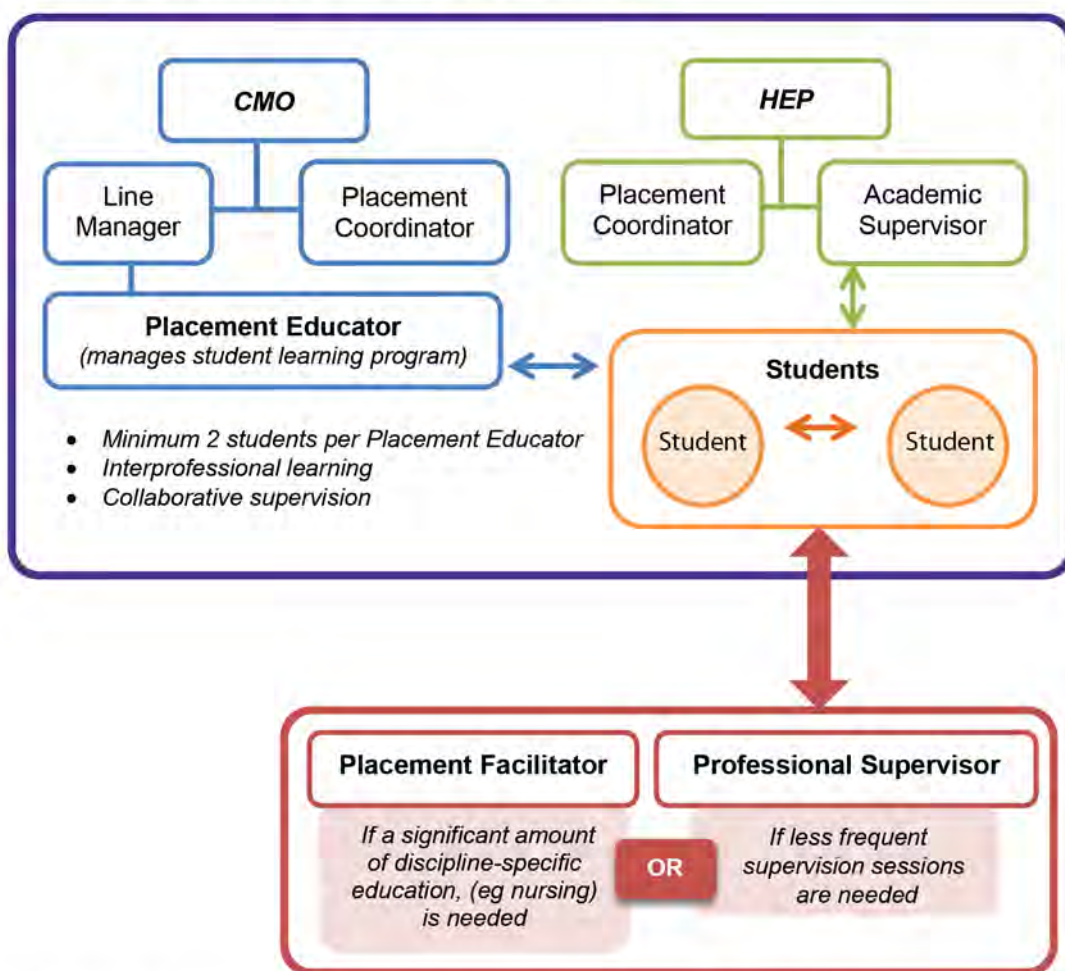 CMO
HEP
Line
Manager
Placement
Coordinator
Placement
Coordinator
Academic
Supervisor
Placement Educator
(manages student learning program)
Students
Student
Student
• Minimum 2 students per Placement Educator
• Interprofessional learning
• Collaborative supervision
Placement Facilitator
Professional Supervisor
If a significant amount
of discipline-specific
education, (eg nursing)
is needed
OR
If less frequent
supervision sessions
are needed